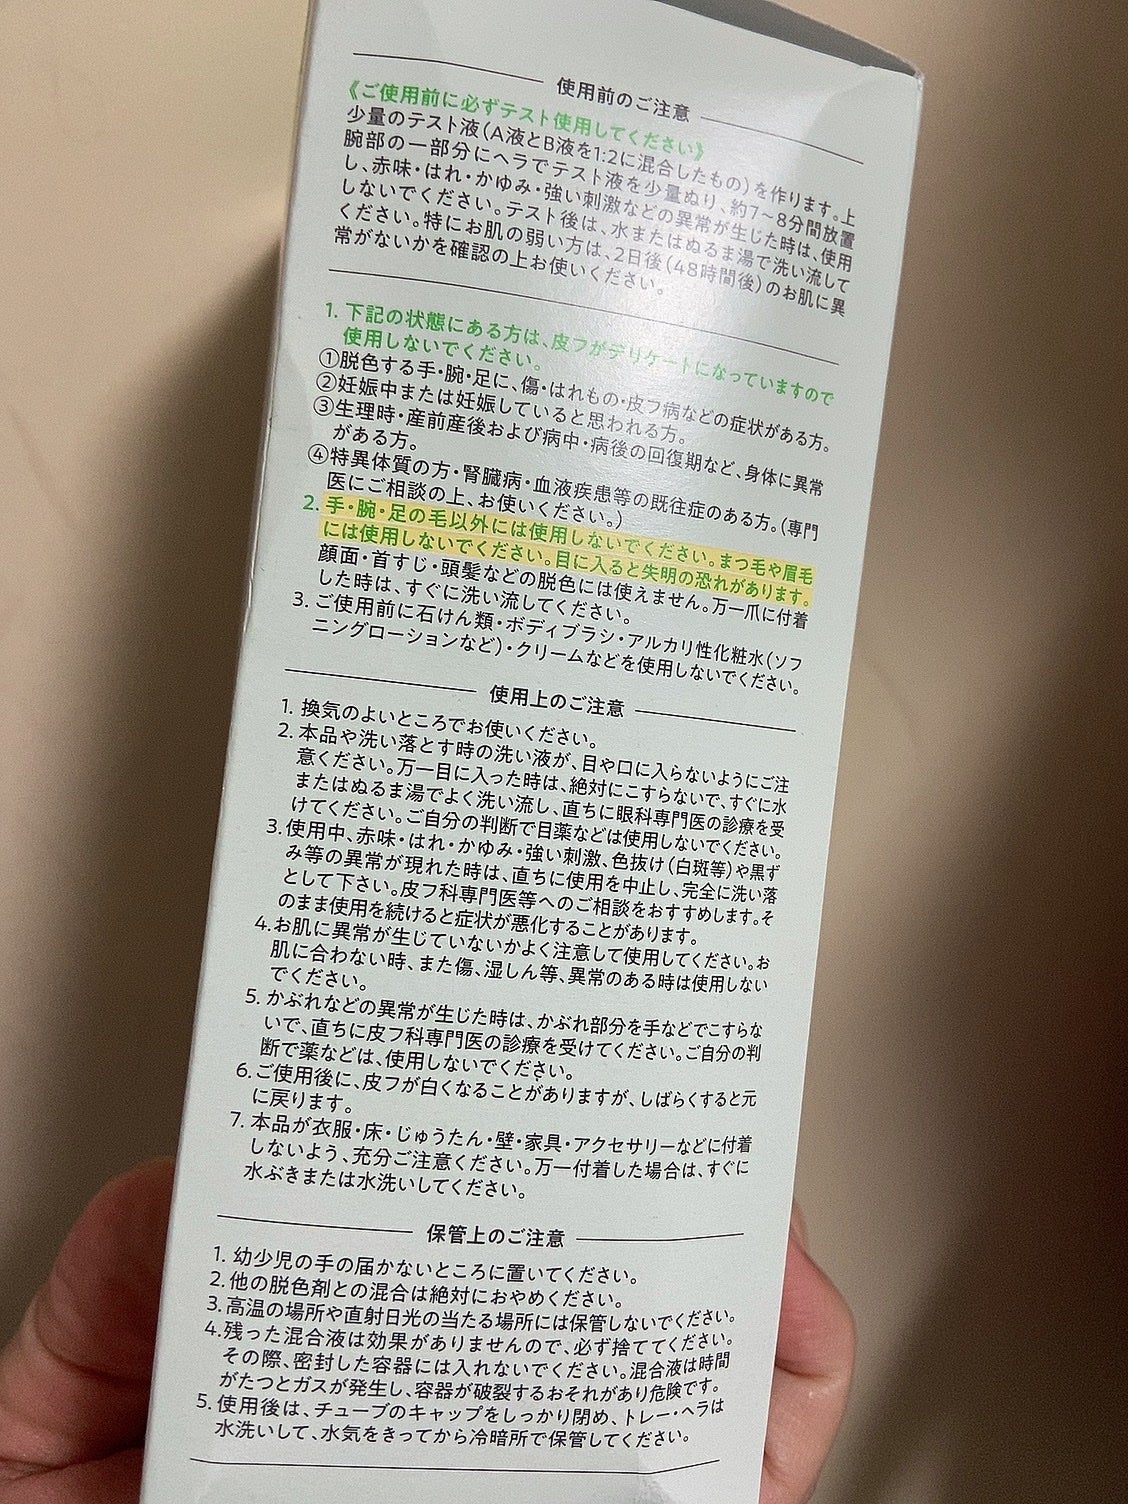 使用前のご注意
《ご使用前に必ずテスト使用してください》
少量のテスト液（A液とB液を1:2に混合したもの）を作ります。上
腕部の一部分にヘラでテスト液を少量ぬり、約7～8分間放置
し、赤味・はれ・かゆみ・強い刺激などの異常が生じた時は、使用
しないでください。テスト後は、水またはぬるま湯で洗い流して
ください。特にお肌の弱い方は、2日後（48時間後）のお肌に異
常がないかを確認の上お使いください。
1. 下記の状態にある方は、皮フがデリケートになっていますので
使用しないでください。
①脱色する手・腕・足に、傷・はれもの・皮フ病などの症状がある方。
②妊娠中または妊娠していると思われる方。
③生理時・産前産後および病中・病後の回復期など、身体に異常
がある方。
④特異体質の方・腎臓病・血液疾患等の既往症のある方。（専門
医にご相談の上、お使いください。）
2. 手・腕・足の毛以外には使用しないでください。まつ毛や眉毛
には使用しないでください。目に入ると失明の恐れがあります。
顔面・首すじ・頭髪などの脱色には使えません。万一爪に付着
した時は、すぐに洗い流してください。
3. ご使用前に石けん類・ボディブラシ・アルカリ性化粧水（ソフ
ニングローションなど）・クリームなどを使用しないでください。
使用上のご注意
1. 換気のよいところでお使いください。
2. 本品や洗い落とす時の洗い液が、目や口に入らないようにご注
意ください。万一目に入った時は、絶対にこすらないで、すぐに水
またはぬるま湯でよく洗い流し、直ちに眼科専門医の診療を受
けてください。ご自分の判断で目薬などは使用しないでください。
3. 使用中、赤味・はれ・かゆみ・強い刺激、色抜け（白斑等）や黒ず
み等の異常が現れた時は、直ちに使用を中止し、完全に洗い落
として下さい。皮フ科専門医等へのご相談をおすすめします。そ
のまま使用を続けると症状が悪化することがあります。
4. お肌に異常が生じていないかよく注意して使用してください。お
肌に合わない時、また傷、湿しん等、異常のある時は使用しない
でください。
5. かぶれなどの異常が生じた時は、かぶれ部分を手などでこすらな
いで、直ちに皮フ科専門医の診療を受けてください。ご自分の判
断で薬などは、使用しないでください。
6. ご使用後に、皮フが白くなることがありますが、しばらくすると元
に戻ります。
7. 本品が衣服・床・じゅうたん・壁・家具・アクセサリーなどに付着
しないよう、充分ご注意ください。万一付着した場合は、すぐに
水ぶきまたは水洗いしてください。
保管上のご注意
1. 幼少児の手の届かないところに置いてください。
2. 他の脱色剤との混合は絶対におやめください。
3. 高温の場所や直射日光の当たる場所には保管しないでください。
4. 残った混合液は効果がありませんので、必ず捨ててください。
その際、密封した容器には入れないでください。混合液は時間
がたつとガスが発生し、容器が破裂するおそれがあり危険です。
5. 使用後は、チューブのキャップをしっかり閉め、トレー・ヘラは
水洗いして、水気をきってから冷暗所で保管してください。